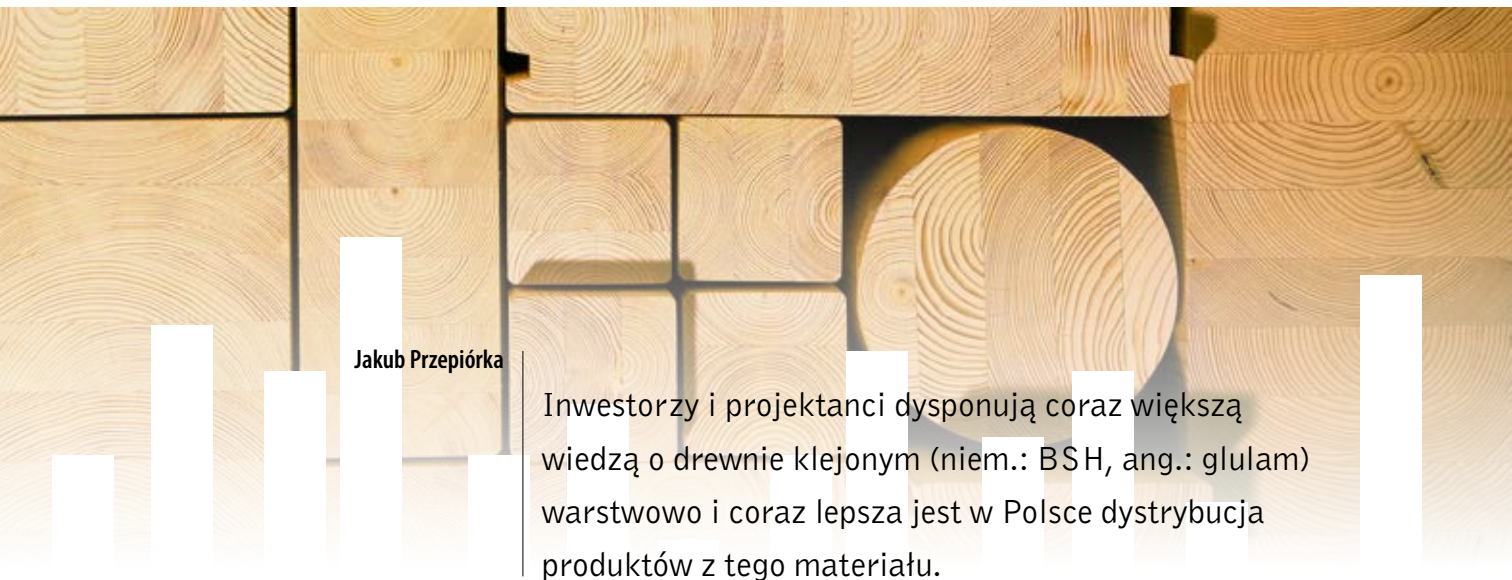 Jakub Przepiórka
Inwestorzy i projektanci dysponują coraz większą
wiedzą o drewnie klejonym (niem.: BSH, ang.: glulam)
warstwowo i coraz lepsza jest w Polsce dystrybucja
produktów z tego materiału.